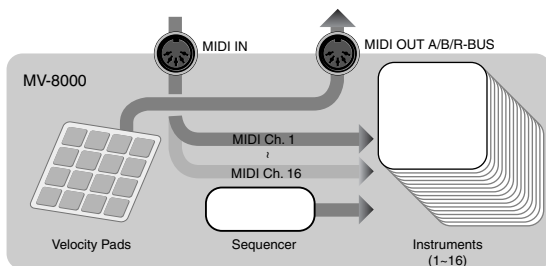 MIDI IN
MIDI OUT A/B/R-BUS
MV-8000
MIDI Ch. 1
~
MIDI Ch. 16
Velocity Pads
Sequencer
Instruments
(1~16)